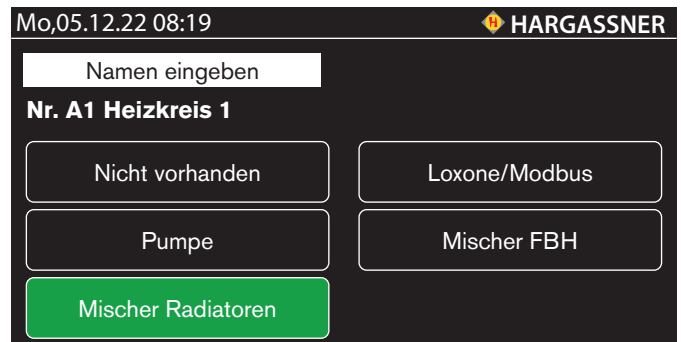 Mo,05.12.22 08:19 HARGASSNER
Namen eingeben
Nr. A1 Heizkreis 1
Nicht vorhanden Loxone/Modbus
Pumpe Mischer FBH
Mischer Radiatoren